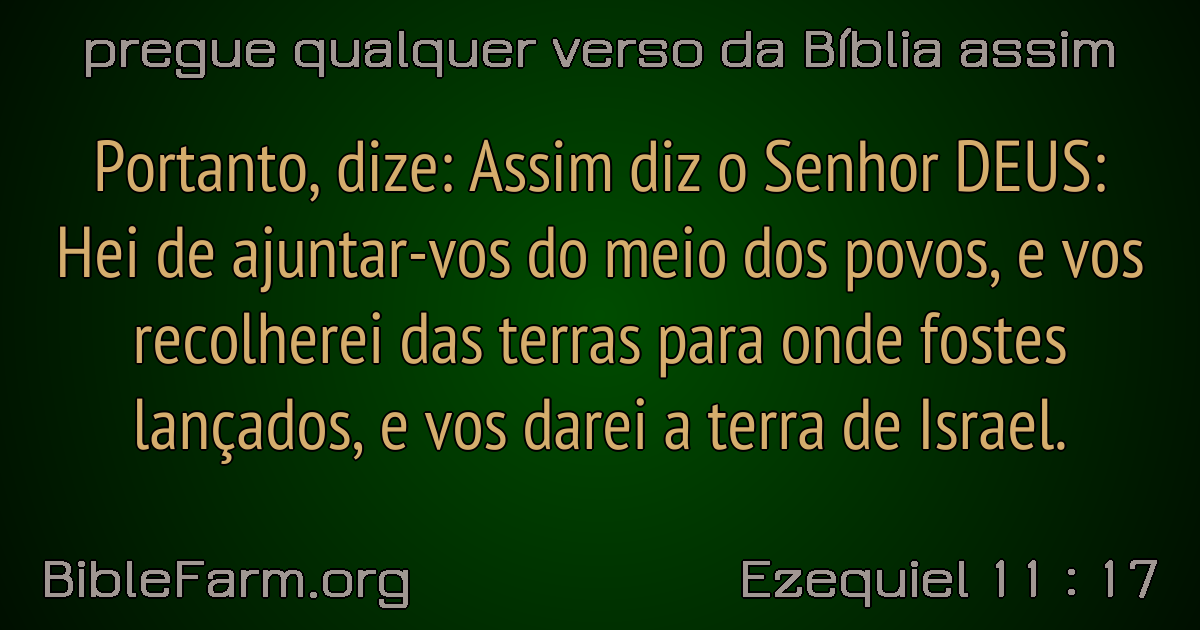 pregue qualquer verso da Bíblia assim
Portanto, dize: Assim diz o Senhor DEUS:
Hei de ajuntar-vos do meio dos povos, e vos
recolherei das terras para onde fostes
lançados, e vos darei a terra de Israel.
BibleFarm.org
Ezequiel 11 : 17